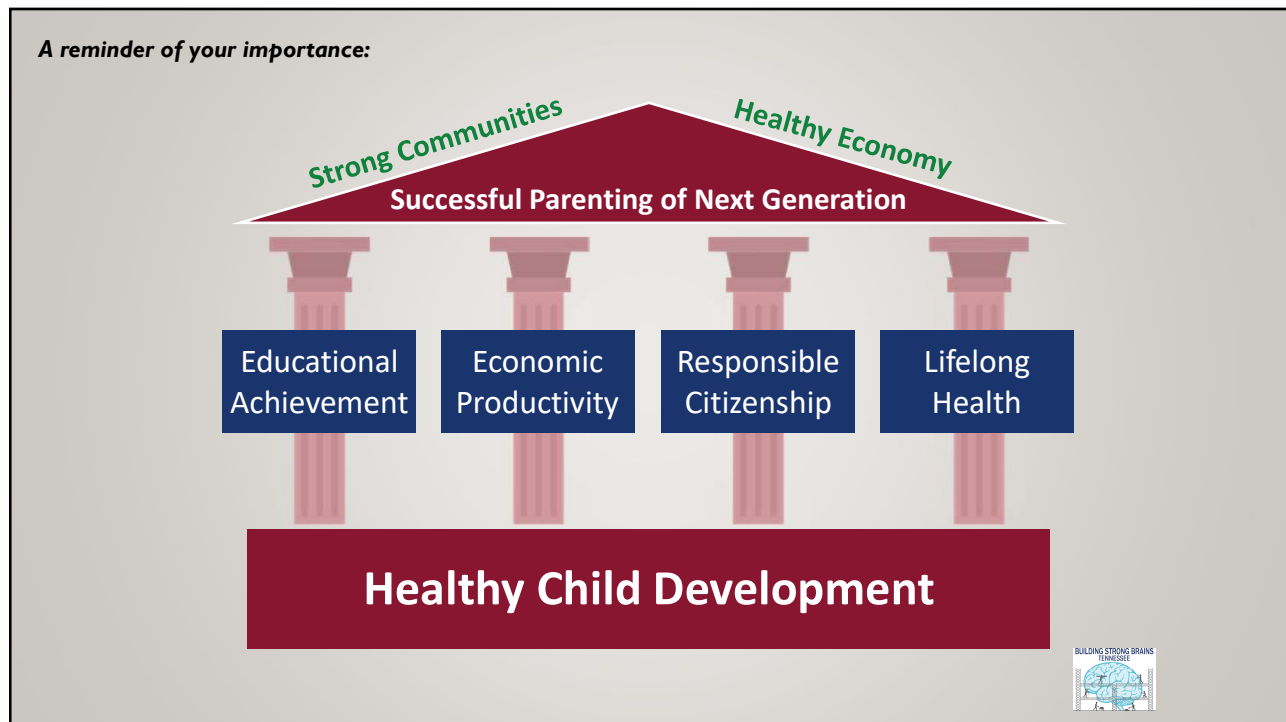 A reminder of your importance:
Strong Communities
Healthy Economy
Successful Parenting of Next Generation
Educational
Achievement
Economic
Productivity
Responsible
Citizenship
Lifelong
Health
Healthy Child Development
BUILDING STRONG BRAINS
TENNESSEE